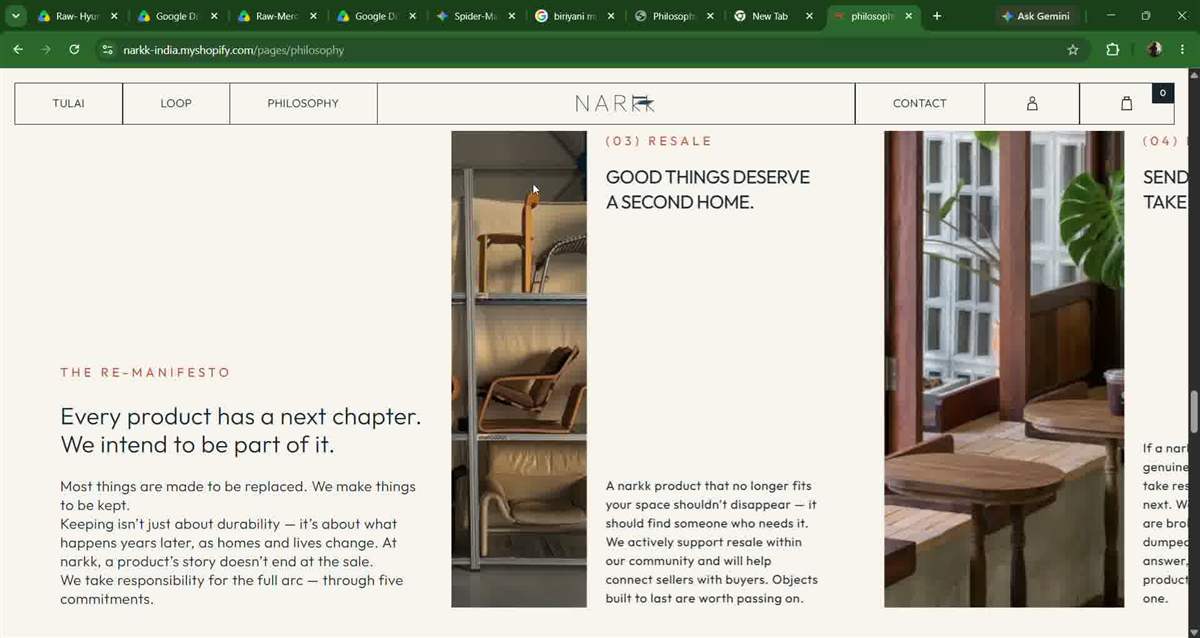 Raw- Hyun
Google D
Raw-Merc
Google D
Spider-Ma
biriyani m
Philosoph
New Tab
philosoph
Ask Gemini
narkk-india.myshopify.com/pages/philosophy
TULAI
LOOP
PHILOSOPHY
NARKK
CONTACT
0
THE RE-MANIFESTO
Every product has a next chapter.
We intend to be part of it.
Most things are made to be replaced. We make things
to be kept.
Keeping isn't just about durability — it's about what
happens years later, as homes and lives change. At
narkk, a product's story doesn't end at the sale.
We take responsibility for the full arc — through five
commitments.
(03) RESALE
GOOD THINGS DESERVE
A SECOND HOME.
A narkk product that no longer fits
your space shouldn't disappear — it
should find someone who needs it.
We actively support resale within
our community and will help
connect sellers with buyers. Objects
built to last are worth passing on.
(04)
SEND
TAKE
If a nark
genuine
take res
next. W
are bro
dumped
answer,
product
one.